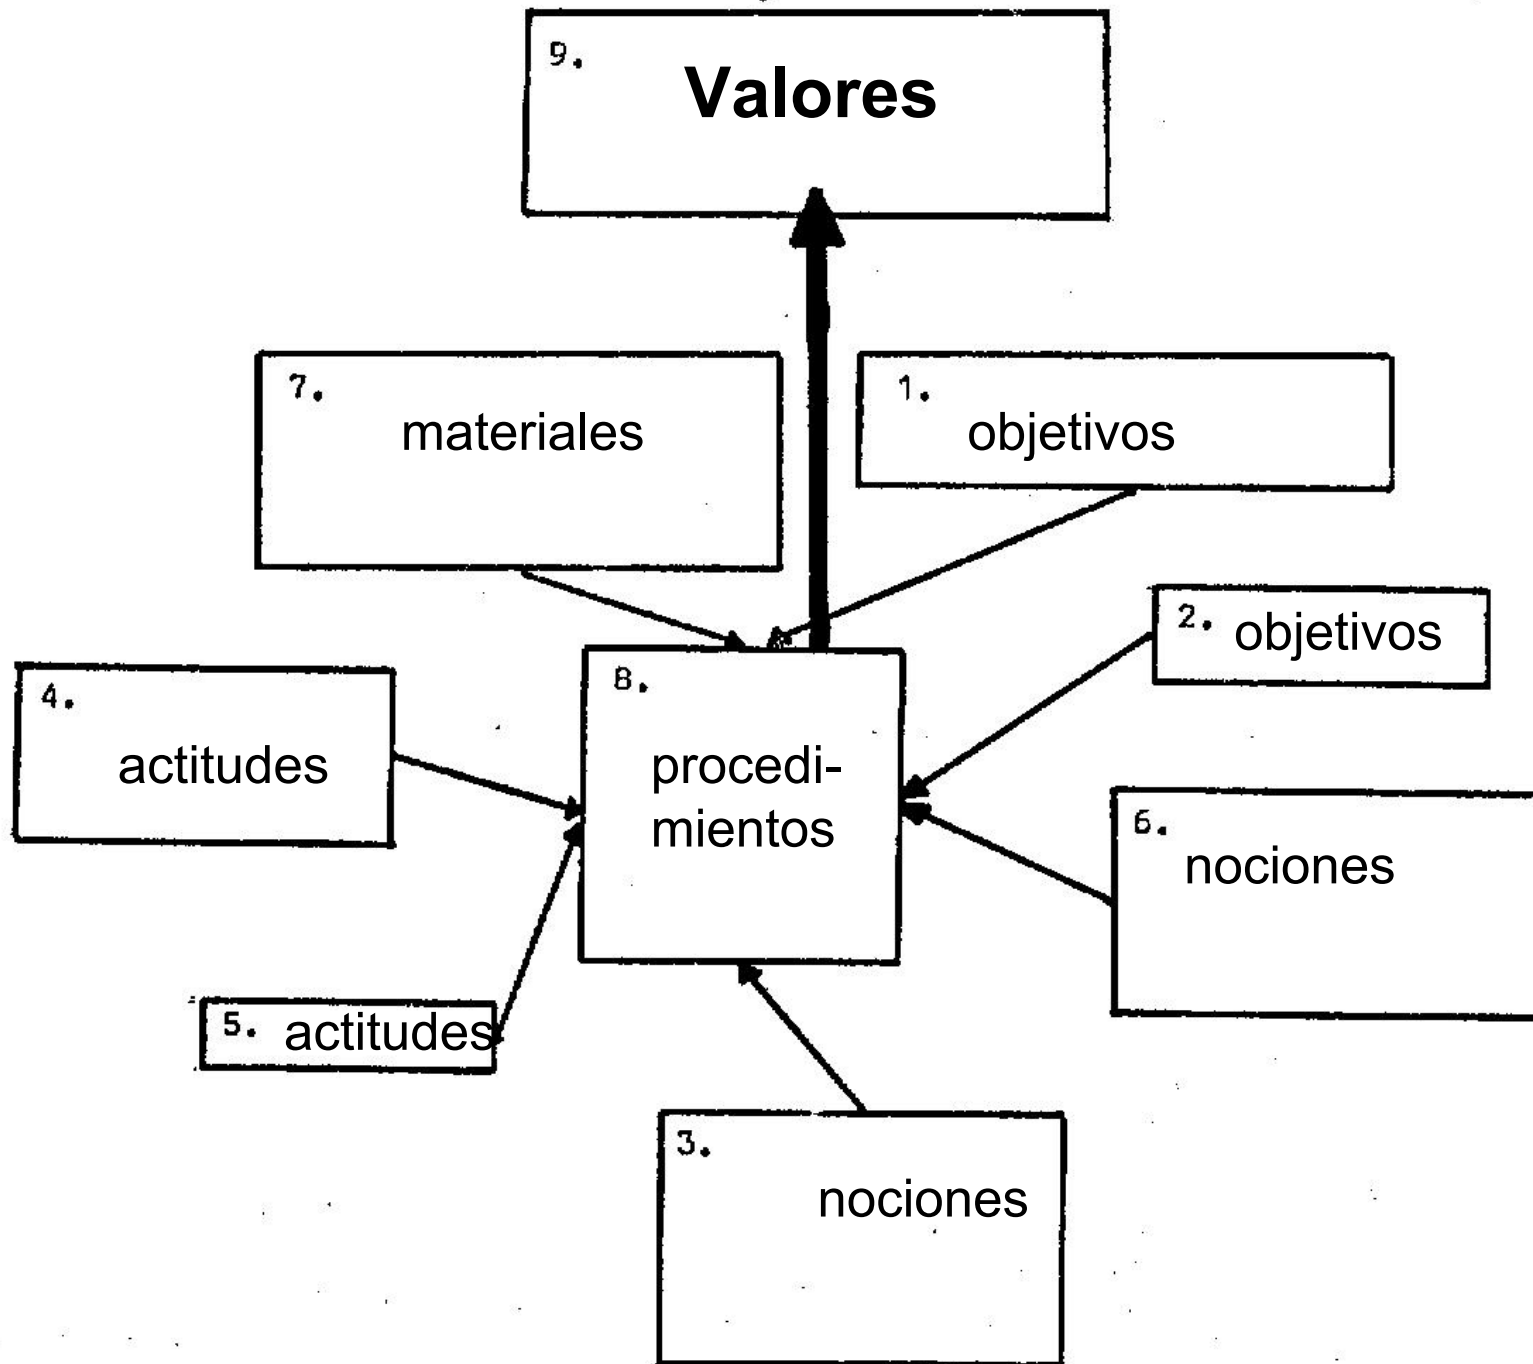 9.
Valores
7.
materiales
1.
objetivos
2. objetivos
4.
actitudes
8.
procedi-
mientos
6.
nociones
5. actitudes
3.
nociones